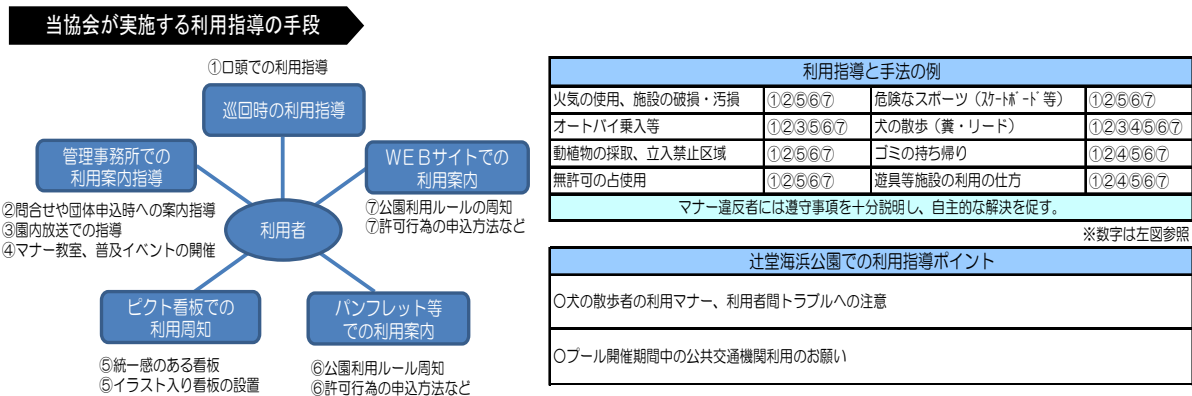 当協会が実施する利用指導の手段
①口頭での利用指導
巡回時の利用指導
管理事務所での
利用案内指導
②問合せや団体申込時への案内指導
③園内放送での指導
④マナー教室、普及イベントの開催
WEBサイトでの
利用案内
⑦公園利用ルールの周知
⑦許可行為の申込方法など
利用者
ピクト看板での
利用周知
⑤統一感のある看板
⑤イラスト入り看板の設置
パンフレット等
での利用案内
⑥公園利用ルール周知
⑥許可行為の申込方法など
利用指導と手法の例
火気の使用、施設の破損・汚損 ①②⑤⑥⑦ 危険なスポーツ（ｽｹｰﾄﾎﾞｰﾄﾞ等） ①②⑤⑥⑦
オートバイ乗入等 ①②③⑤⑥⑦ 犬の散歩（糞・リード） ①②③④⑤⑥⑦
動植物の採取、立入禁止区域 ①②⑤⑥⑦ ゴミの持ち帰り ①②④⑤⑥⑦
無許可の占使用 ①②⑤⑥⑦ 遊具等施設の利用の仕方 ①②④⑤⑥⑦
マナー違反者には遵守事項を十分説明し、自主的な解決を促す。
※数字は左図参照
辻堂海浜公園での利用指導ポイント
〇犬の散歩者の利用マナー、利用者間トラブルへの注意
〇プール開催期間中の公共交通機関利用のお願い